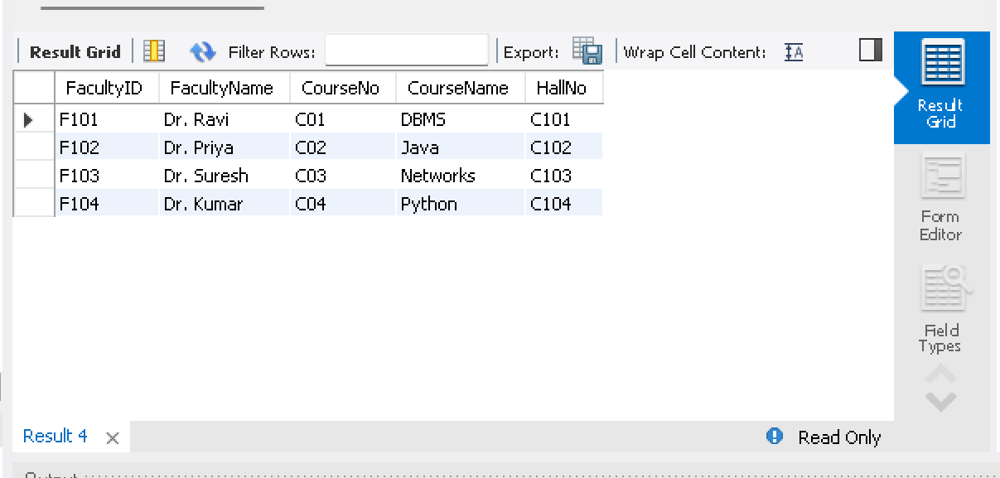 Result Grid Filter Rows: Export: Wrap Cell Content: A
FacultyID FacultyName CourseNo CourseName HallNo
F101 Dr. Ravi C01 DBMS C101
F102 Dr. Priya C02 Java C102
F103 Dr. Suresh C03 Networks C103
F104 Dr. Kumar C04 Python C104
Result
Grid
Form
Editor
Field
Types
Result 4 Read Only
Output